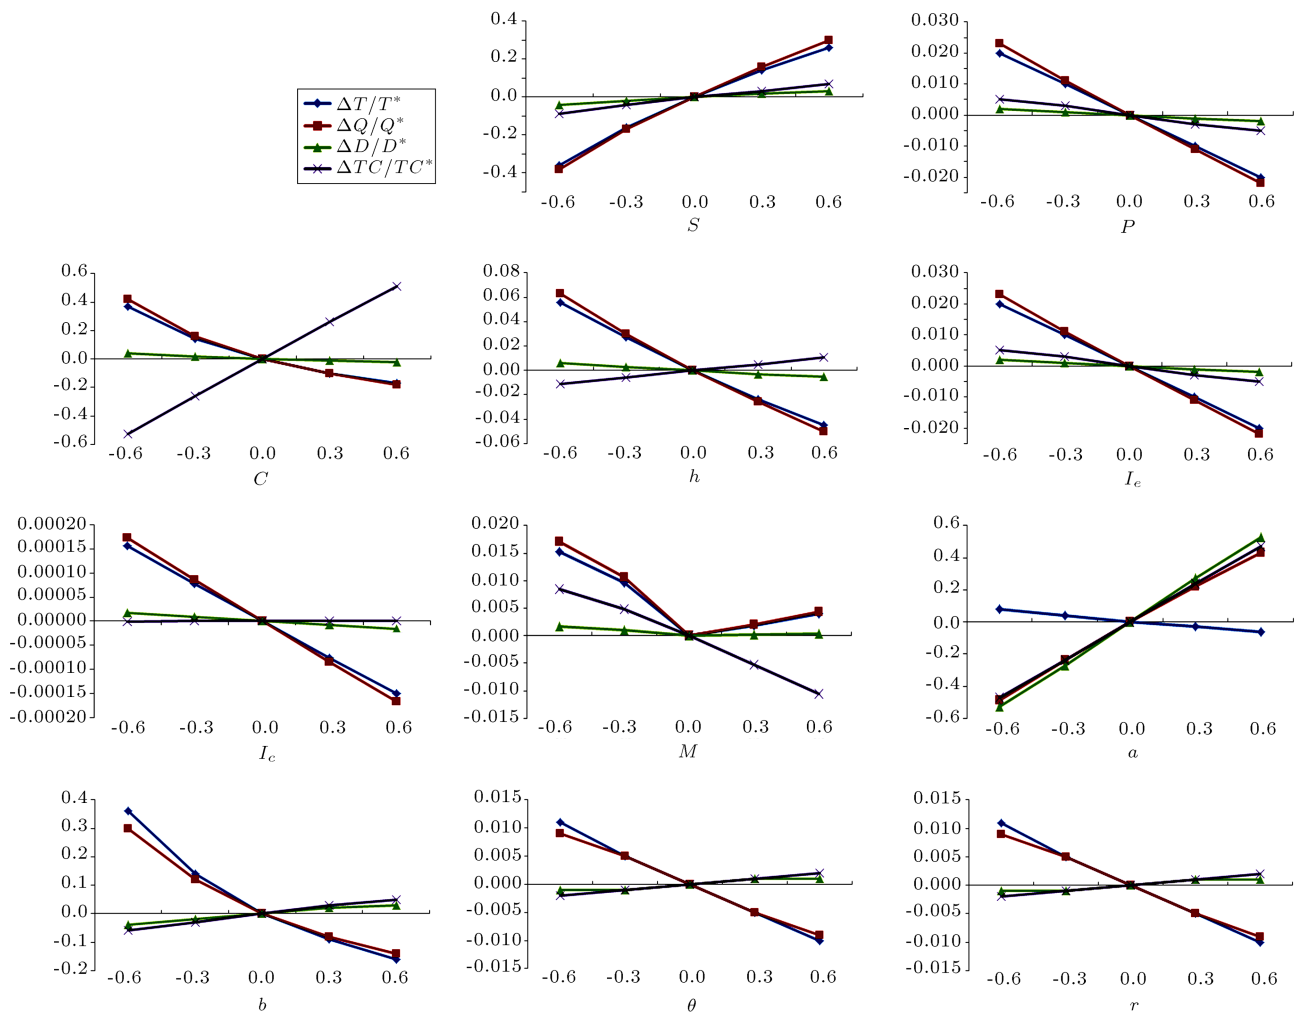 ΔT/T*
ΔQ/Q*
ΔD/D*
ΔTC/TC*
0.4
0.2
0.0
-0.2
-0.4
-0.6 -0.3 0.0 0.3 0.6
S
0.030
0.020
0.010
0.000
-0.010
-0.020
-0.6 -0.3 0.0 0.3 0.6
P
0.6
0.4
0.2
0.0
-0.2
-0.4
-0.6
-0.6 -0.3 0.0 0.3 0.6
C
0.08
0.06
0.04
0.02
0.00
-0.02
-0.04
-0.06
-0.6 -0.3 0.0 0.3 0.6
h
0.030
0.020
0.010
0.000
-0.010
-0.020
-0.6 -0.3 0.0 0.3 0.6
Ie
0.00020
0.00015
0.00010
0.00005
0.00000
-0.00005
-0.00010
-0.00015
-0.00020
-0.6 -0.3 0.0 0.3 0.6
Ic
0.020
0.015
0.010
0.005
0.000
-0.005
-0.010
-0.015
-0.6 -0.3 0.0 0.3 0.6
M
0.6
0.4
0.2
0.0
-0.2
-0.4
-0.6
-0.6 -0.3 0.0 0.3 0.6
a
0.4
0.3
0.2
0.1
0.0
-0.1
-0.2
-0.6 -0.3 0.0 0.3 0.6
b
0.015
0.010
0.005
0.000
-0.005
-0.010
-0.015
-0.6 -0.3 0.0 0.3 0.6
θ
0.015
0.010
0.005
0.000
-0.005
-0.010
-0.015
-0.6 -0.3 0.0 0.3 0.6
r